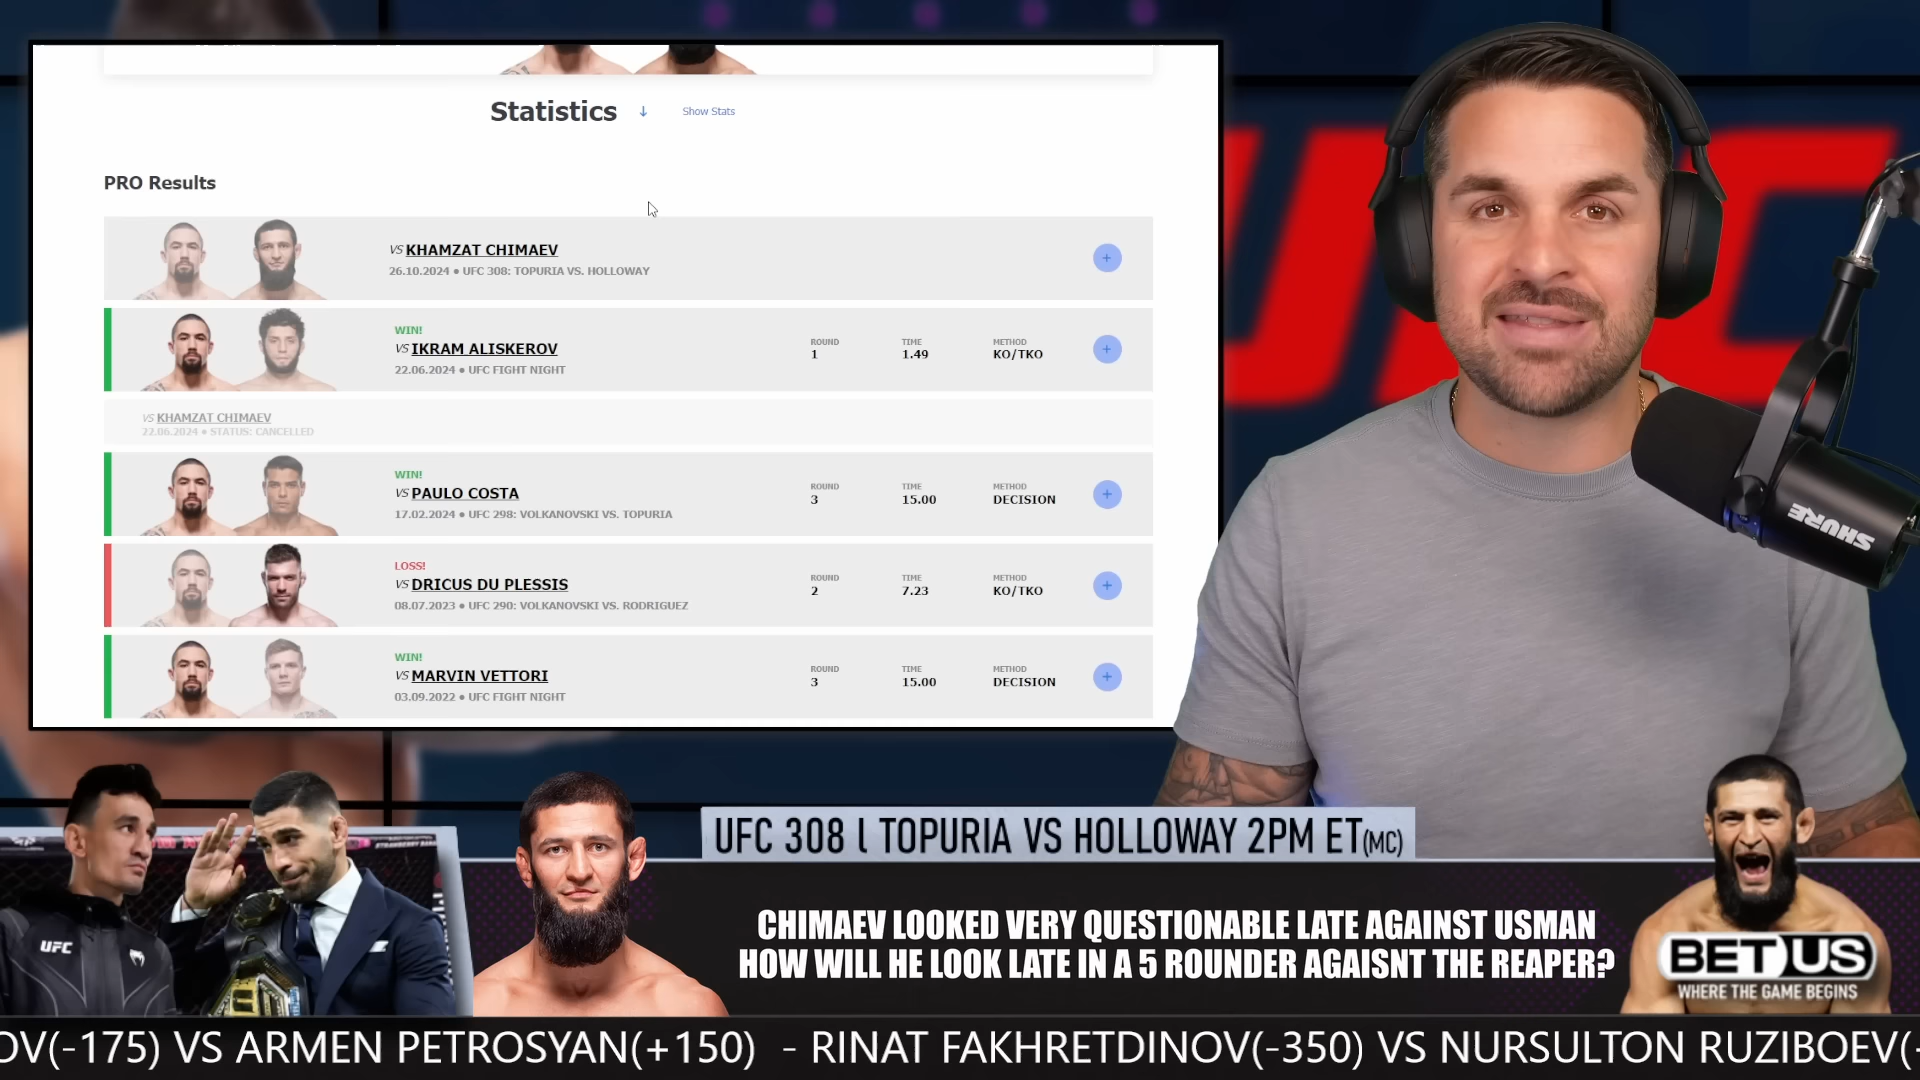 Statistics ↓ Show Stats
PRO Results
VS KHAMZAT CHIMAEV
26.10.2024 ● UFC 308: TOPURIA VS. HOLLOWAY
+
WIN!
VS IKRAM ALISKEROV
22.06.2024 ● UFC FIGHT NIGHT
ROUND TIME METHOD
1 1.49 KO/TKO
+
VS KHAMZAT CHIMAEV
22.06.2024 ● STATUS: CANCELLED
WIN!
VS PAULO COSTA
17.02.2024 ● UFC 298: VOLKANOVSKI VS. TOPURIA
ROUND TIME METHOD
3 15.00 DECISION
+
LOSS!
VS DRICUS DU PLESSIS
08.07.2023 ● UFC 290: VOLKANOVSKI VS. RODRIGUEZ
ROUND TIME METHOD
2 7.23 KO/TKO
+
WIN!
VS MARVIN VETTORI
03.09.2022 ● UFC FIGHT NIGHT
ROUND TIME METHOD
3 15.00 DECISION
+
UFC
SHURE
UFC
UFC 308 l TOPURIA VS HOLLOWAY 2PM ET(MC)
CHIMAEV LOOKED VERY QUESTIONABLE LATE AGAINST USMAN
HOW WILL HE LOOK LATE IN A 5 ROUNDER AGAISNT THE REAPER?
BET US
WHERE THE GAME BEGINS
OV(-175) VS ARMEN PETROSYAN(+150) - RINAT FAKHRETDINOV(-350) VS NURSULTON RUZIBOEV(-